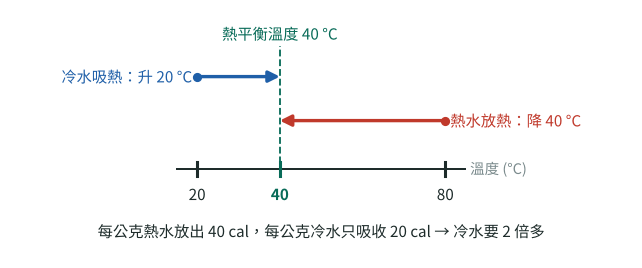 熱平衡溫度 40 °C
冷水吸熱：升 20 °C
熱水放熱：降 40 °C
溫度 (°C)
20 40 80
每公克熱水放出 40 cal，每公克冷水只吸收 20 cal → 冷水要 2 倍多